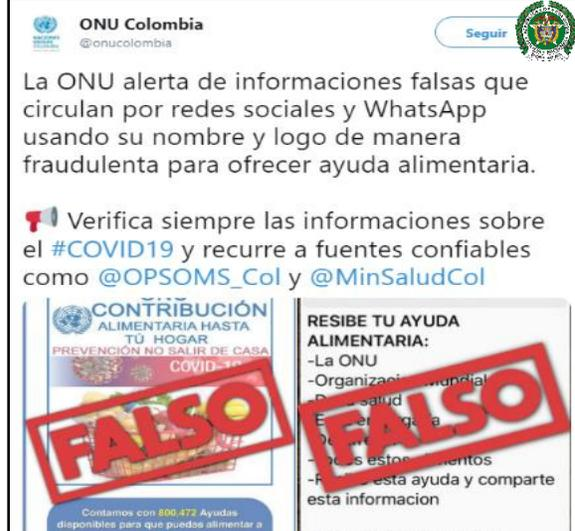 ONU Colombia
@onucolombia
Seguir
La ONU alerta de informaciones falsas que
circulan por redes sociales y WhatsApp
usando su nombre y logo de manera
fraudulenta para ofrecer ayuda alimentaria.
Verifica siempre las informaciones sobre
el #COVID19 y recurre a fuentes confiables
como @OPSOMS_Col y @MinSaludCol
CONTRIBUCIÓN
ALIMENTARIA HASTA
TÚ HOGAR
PREVENCIÓN NO SALIR DE CASA
COVID-19
FALSO
Contamos con 800,472 Ayudas
disponibles para que puedas alimentar a
RESIBE TU AYUDA
ALIMENTARIA:
-La ONU
-Organización Mundial
salud
FALSO
estos
esta ayuda y comparte
esta informacion